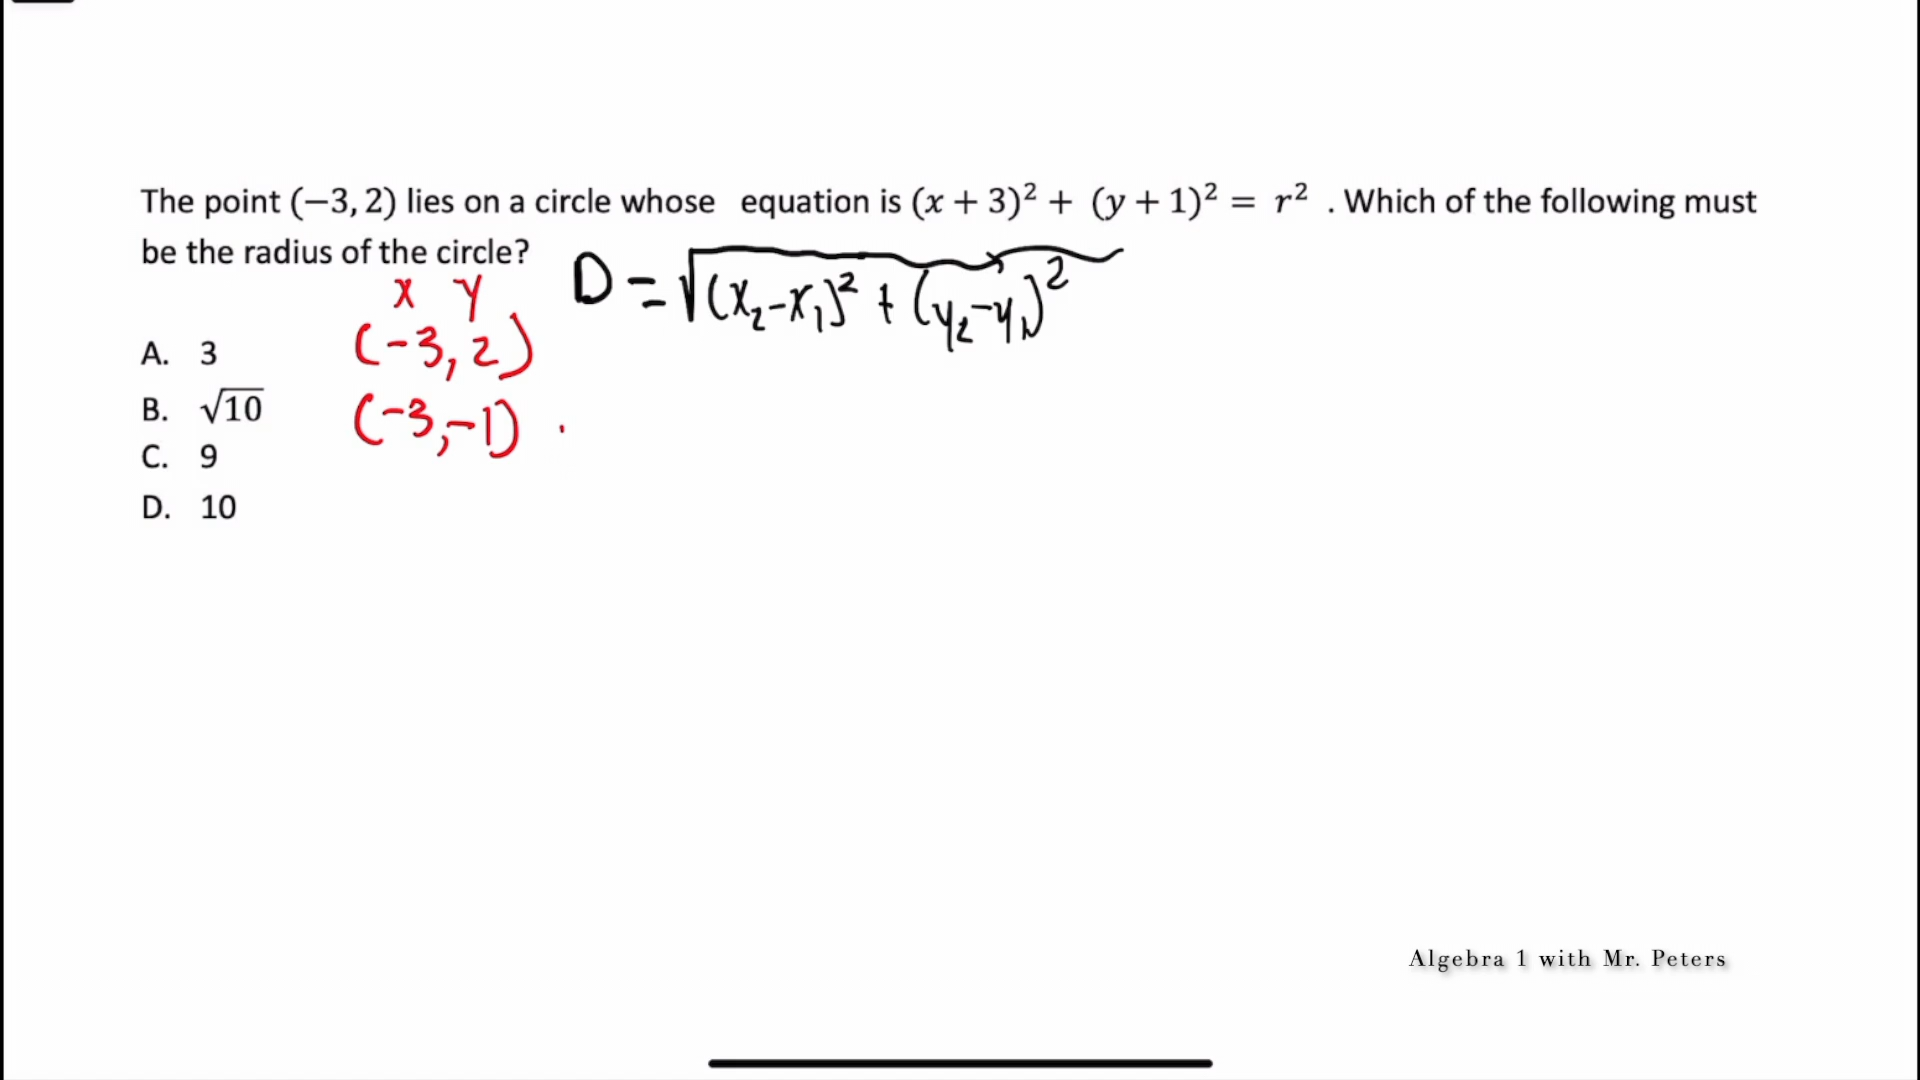 The point (−3, 2) lies on a circle whose equation is (x + 3)² + (y + 1)² = r² . Which of the following must
be the radius of the circle?
D = √(x₂-x₁)² + (y₂-y₁)²
x y
(-3, 2)
(-3, -1)
A. 3
B. √10
C. 9
D. 10
Algebra 1 with Mr. Peters